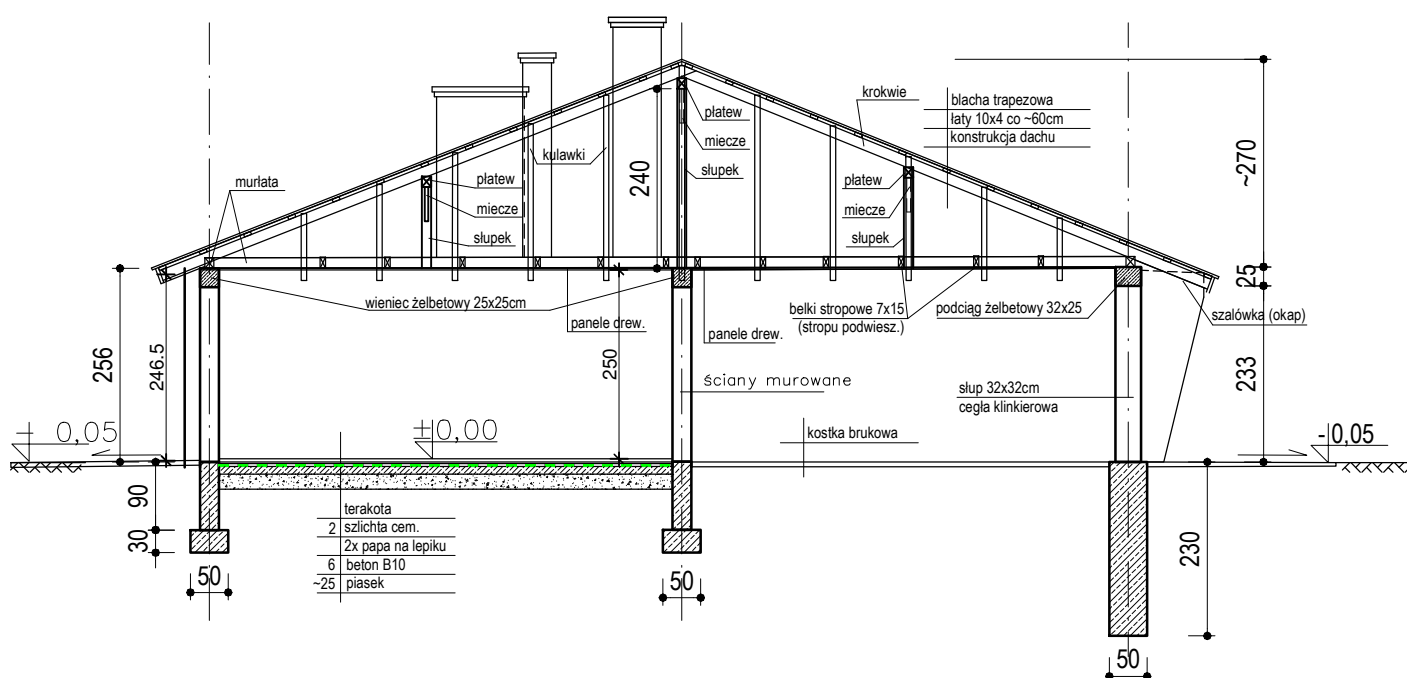 krokwie
blacha trapezowa
łaty 10x4 co ~60cm
konstrukcja dachu
płatew
miecze
słupek
kulawki
murłata
płatew
miecze
słupek
płatew
miecze
słupek
240
~270
25
wieniec żelbetowy 25x25cm
panele drew.
panele drew.
belki stropowe 7x15
(stropu podwiesz.)
podciąg żelbetowy 32x25
szalówka (okap)
256
246.5
250
233
ściany murowane
słup 32x32cm
cegła klinkierowa
kostka brukowa
± 0,05
±0,00
-0,05
90
30
terakota
2 szlichta cem.
2x papa na lepiku
6 beton B10
~25 piasek
230
50
50
50